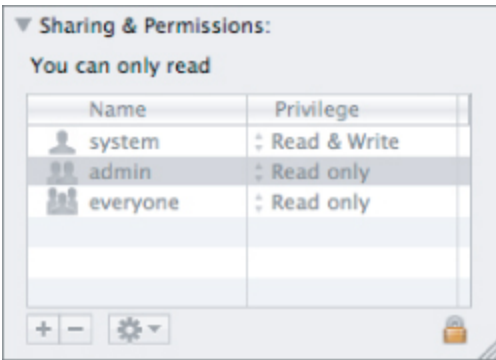 Sharing & Permissions:
You can only read
Name Privilege
system Read & Write
admin Read only
everyone Read only